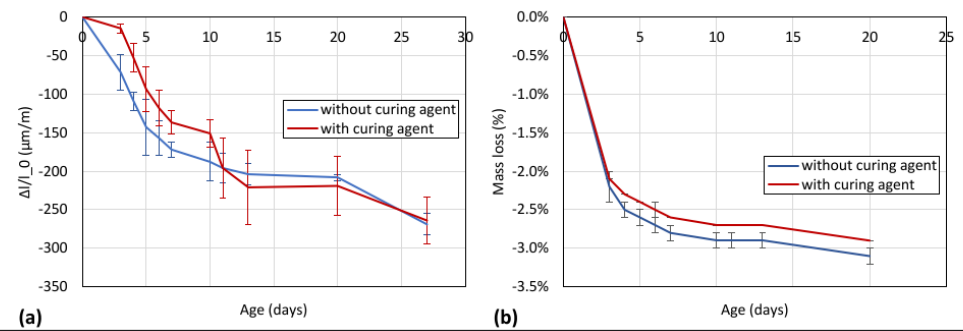 0
0 5 10 15 20 25 30
-50
-100
-150
-200
-250
-300
-350
Δl/l_0 (µm/m)
without curing agent
with curing agent
Age (days)
(a)
0.0%
0 5 10 15 20 25
-0.5%
-1.0%
-1.5%
-2.0%
-2.5%
-3.0%
-3.5%
Mass loss (%)
without curing agent
with curing agent
Age (days)
(b)